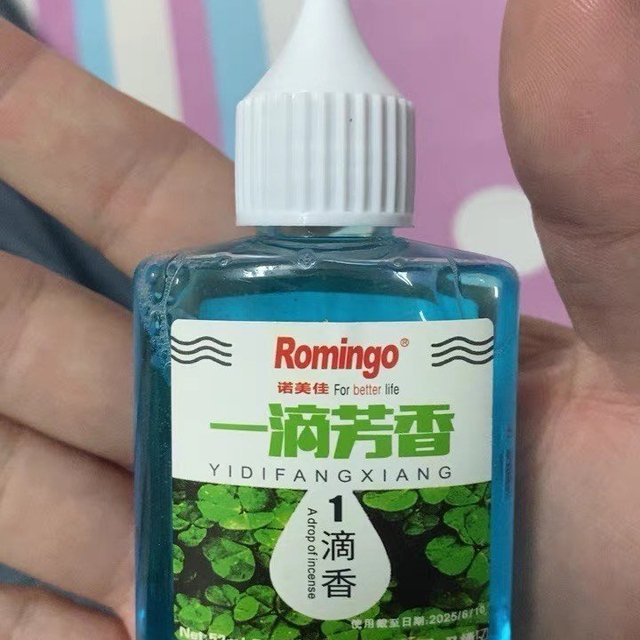 Romingo®
诺美佳 For better life
一滴芳香
YIDIFANGXIANG
1
滴香
A drop of incense
使用截至日期:2025/6/16